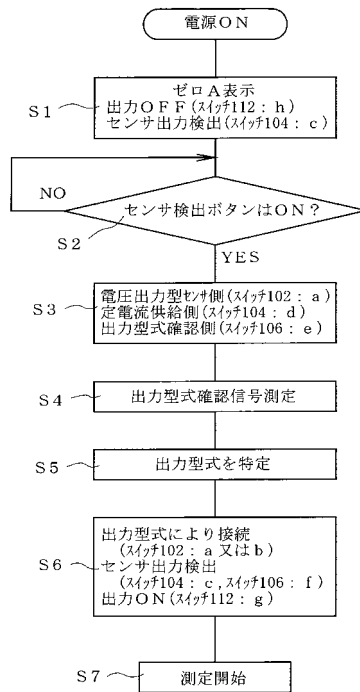 電源ON
S1
ゼロA表示
出力OFF(スイッチ112:h)
センサ出力検出(スイッチ104:c)
NO
センサ検出ボタンはON?
S2
YES
S3
電圧出力型センサ側(スイッチ102:a)
定電流供給側(スイッチ104:d)
出力型式確認側(スイッチ106:e)
S4
出力型式確認信号測定
S5
出力型式を特定
S6
出力型式により接続
(スイッチ102:a又はb)
センサ出力検出
(スイッチ104:c,スイッチ106:f)
出力ON(スイッチ112:g)
S7
測定開始